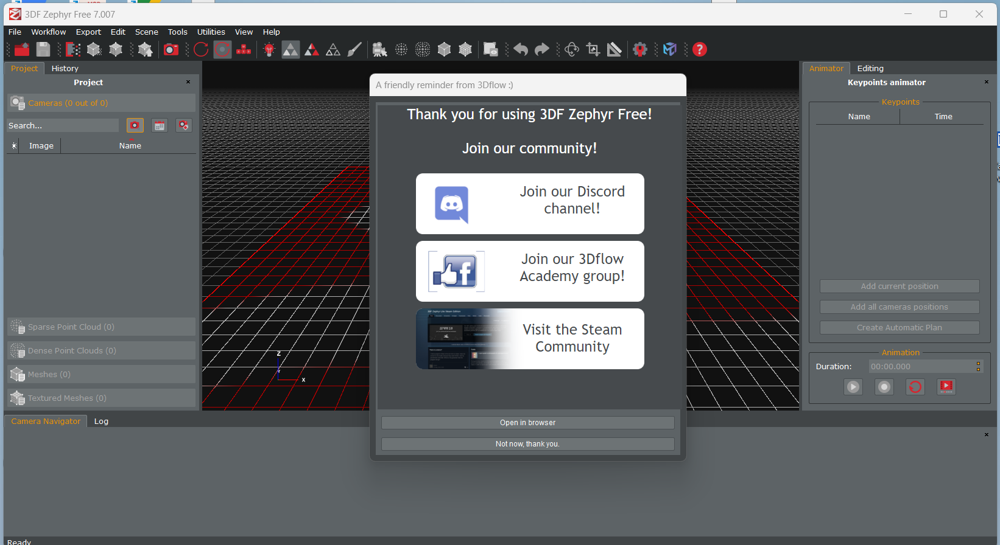 3DF Zephyr Free 7.007
File Workflow Export Edit Scene Tools Utilities View Help
Project History
Project
Cameras (0 out of 0)
Search...
Image Name
Sparse Point Cloud (0)
Dense Point Clouds (0)
Meshes (0)
Textured Meshes (0)
z
x
A friendly reminder from 3Dflow :)
Thank you for using 3DF Zephyr Free!
Join our community!
Join our Discord
channel!
Join our 3Dflow
Academy group!
Visit the Steam
Community
Open in browser
Not now, thank you.
Animator Editing
Keypoints animator
Keypoints
Name Time
Add current position
Add all cameras positions
Create Automatic Plan
Animation
Duration: 00:00.000
Camera Navigator Log
Ready